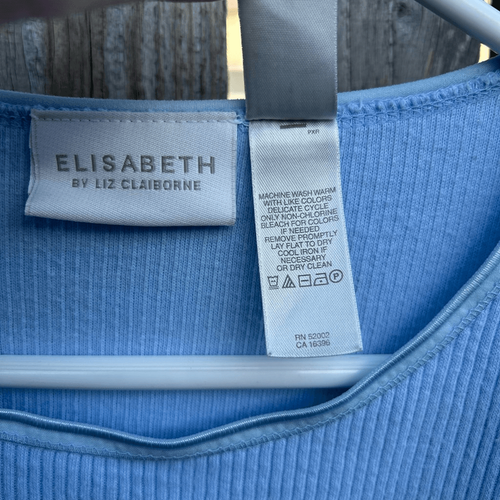 ELISABETH
BY LIZ CLAIBORNE
PXP/
MACHINE WASH WARM
WITH LIKE COLORS
DELICATE CYCLE
ONLY NON-CHLORINE
BLEACH FOR COLORS
IF NEEDED
REMOVE PROMPTLY
LAY FLAT TO DRY
COOL IRON IF
NECESSARY
OR DRY CLEAN
P
RN 52002
CA 16396